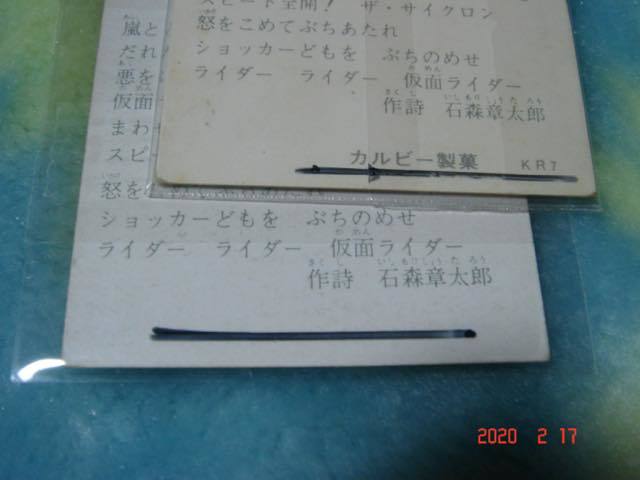 スピード全開! ザ・サイクロン
怒をこめてぶちあたれ
ショッカーどもを ぶちのめせ
ライダー ライダー 仮面ライダー
作詩 石森章太郎
カルビー製菓 KR7
嵐と
だれ
悪を
仮面
まわ
スピ
怒を
ショッカーどもを ぶちのめせ
ライダー ライダー 仮面ライダー
作詩 石森章太郎
2020 2 17